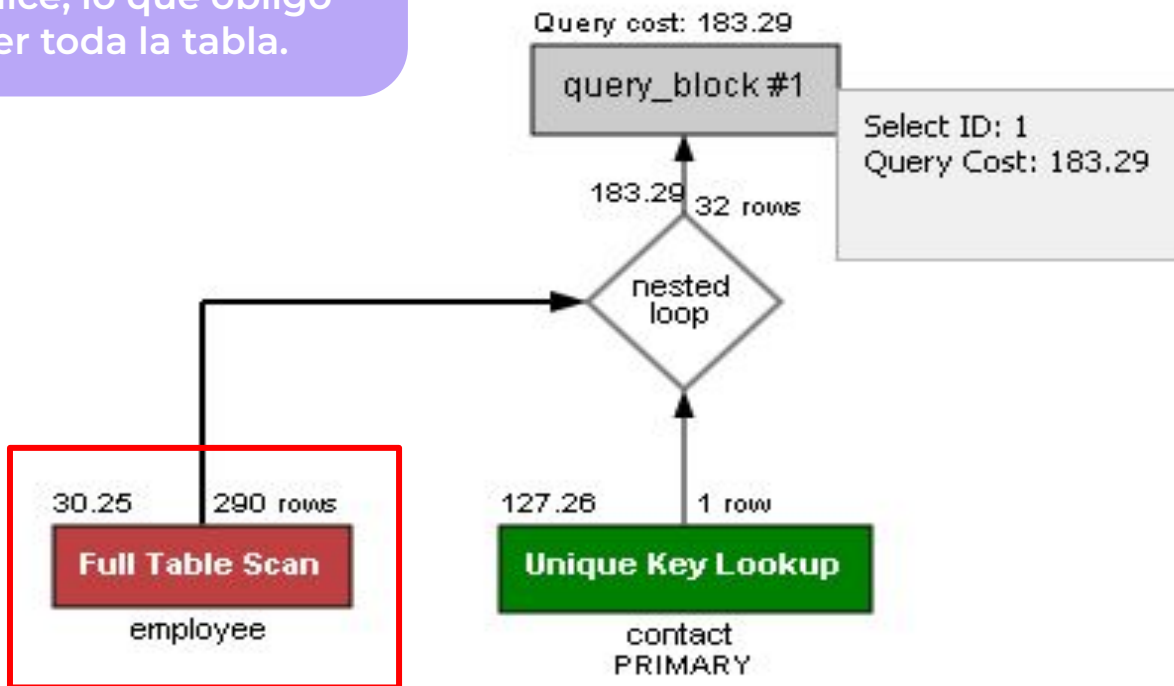 lo que obligó
er toda la tabla.
Query cost: 183.29
query_block #1
Select ID: 1
Query Cost: 183.29
183.29
32 rows
nested
loop
30.25
290 rows
127.26
1 row
Full Table Scan
Unique Key Lookup
employee
contact
PRIMARY